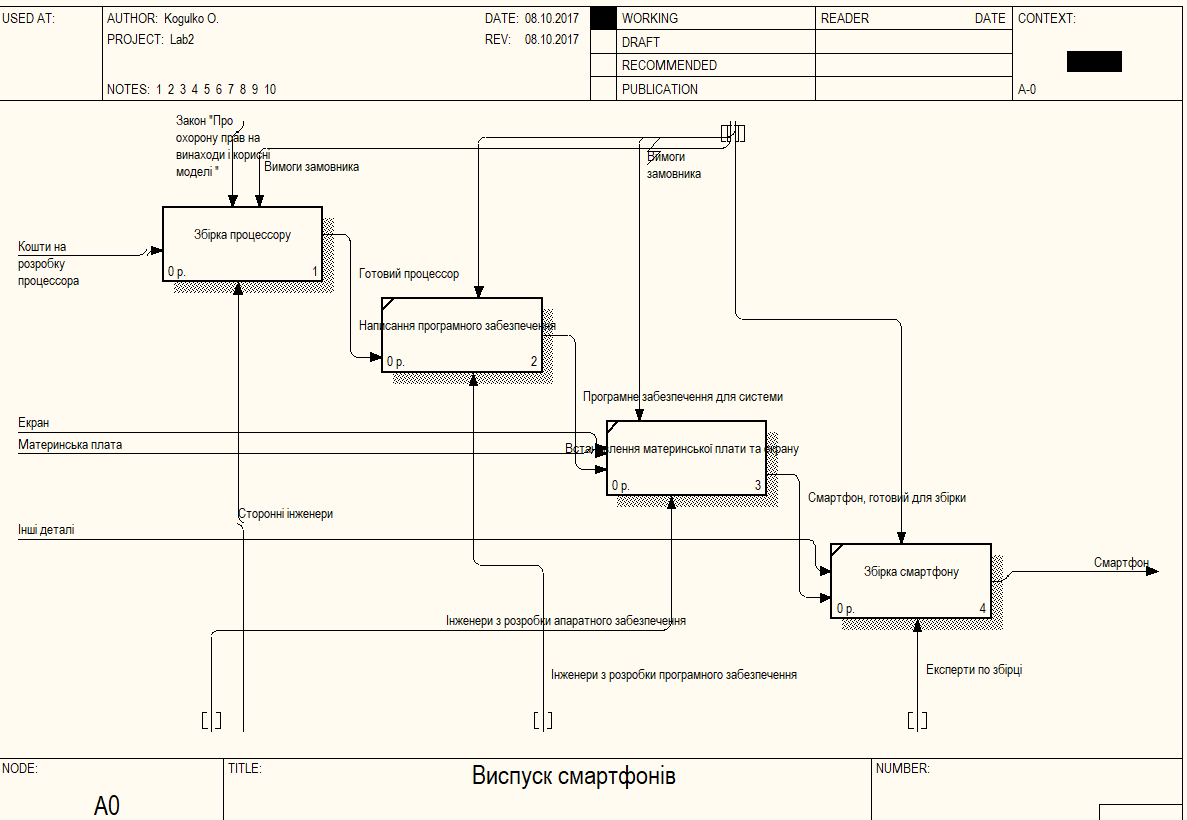 USED AT:
AUTHOR: Kogulko O.
DATE: 08.10.2017
PROJECT: Lab2
REV: 08.10.2017
NOTES: 1 2 3 4 5 6 7 8 9 10
WORKING
DRAFT
RECOMMENDED
PUBLICATION
READER
DATE
CONTEXT:
A-0
Закон "Про
охорону прав на
винаходи і корисні
моделі "
Вимоги замовника
Вимоги
замовника
Збірка процессору
0 р.
1
Кошти на
розробку
процессора
Готовий процессор
Написання програмного забезпечення
0 р.
2
Програмне забезпечення для системи
Екран
Материнська плата
Встановлення материнської плати та екрану
0 р.
3
Смартфон, готовий для збірки
Сторонні інженери
Інші деталі
Збірка смартфону
0 р.
4
Смартфон
Інженери з розробки апаратного забезпечення
Інженери з розробки програмного забезпечення
Експерти по збірці
NODE:
A0
TITLE:
Виспуск смартфонів
NUMBER: